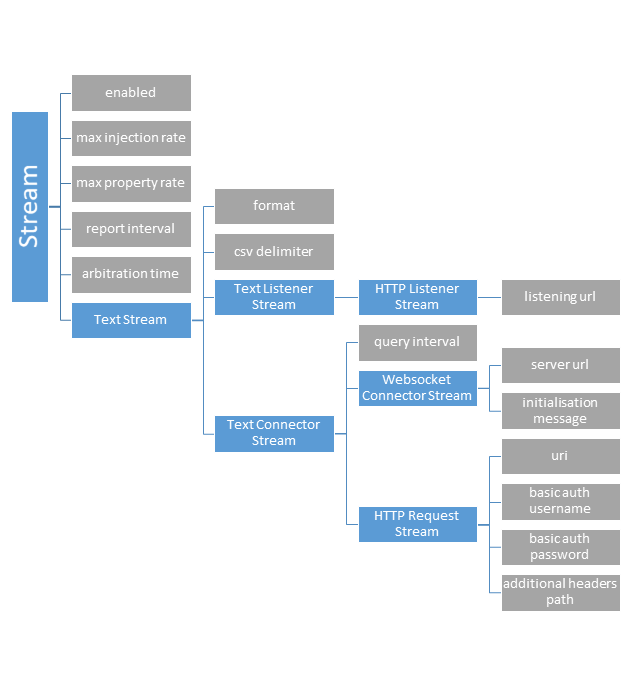 Stream
enabled
max injection rate
max property rate
report interval
arbitration time
Text Stream
format
csv delimiter
Text Listener
Stream
HTTP Listener
Stream
listening url
Text Connector
Stream
query interval
Websocket
Connector Stream
server url
initialisation
message
HTTP Request
Stream
uri
basic auth
username
basic auth
password
additional headers
path